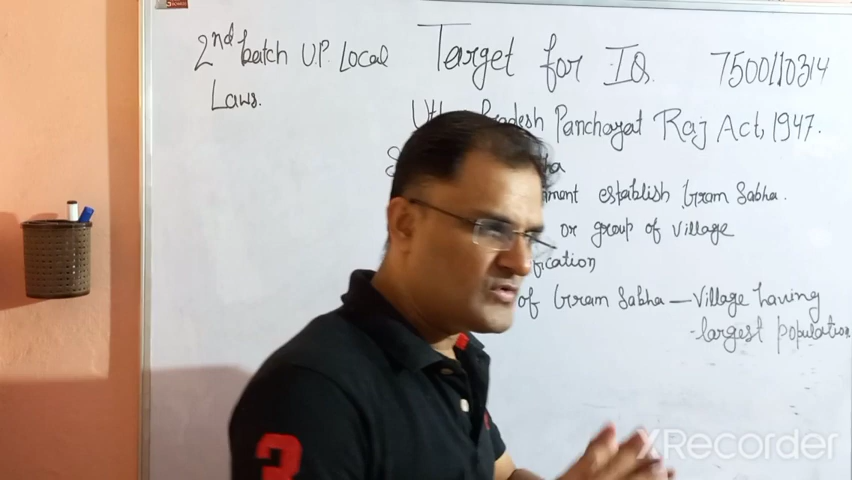 2nd batch U.P. Local
Laws.
Target for IQ. 7500110314
Pradesh Panchayat Raj Act, 1947.
establish Gram Sabha.
or group of village
of Gram Sabha — Village having
-largest population
3
XRecorder